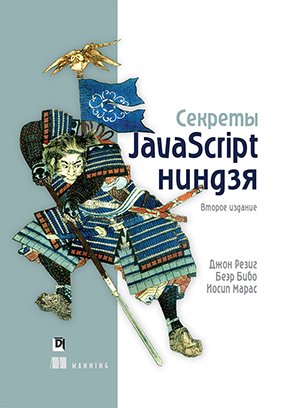 Секреты
JavaScript
ниндзя
Второе издание
Джон Резиг
Беэр Бибо
Иосип Марас
MANNING